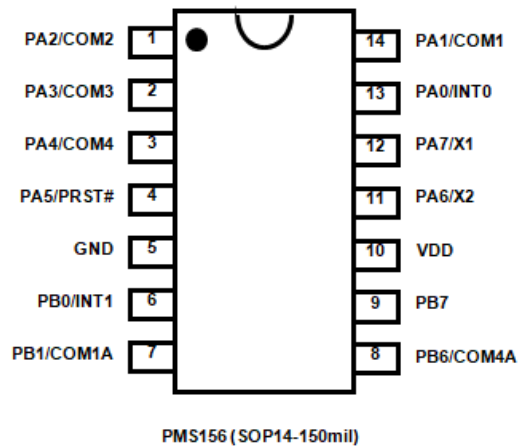 PA2/COM2 1 14 PA1/COM1
PA3/COM3 2 13 PA0/INT0
PA4/COM4 3 12 PA7/X1
PA5/PRST# 4 11 PA6/X2
GND 5 10 VDD
PB0/INT1 6 9 PB7
PB1/COM1A 7 8 PB6/COM4A
PMS156 (SOP14-150mil)